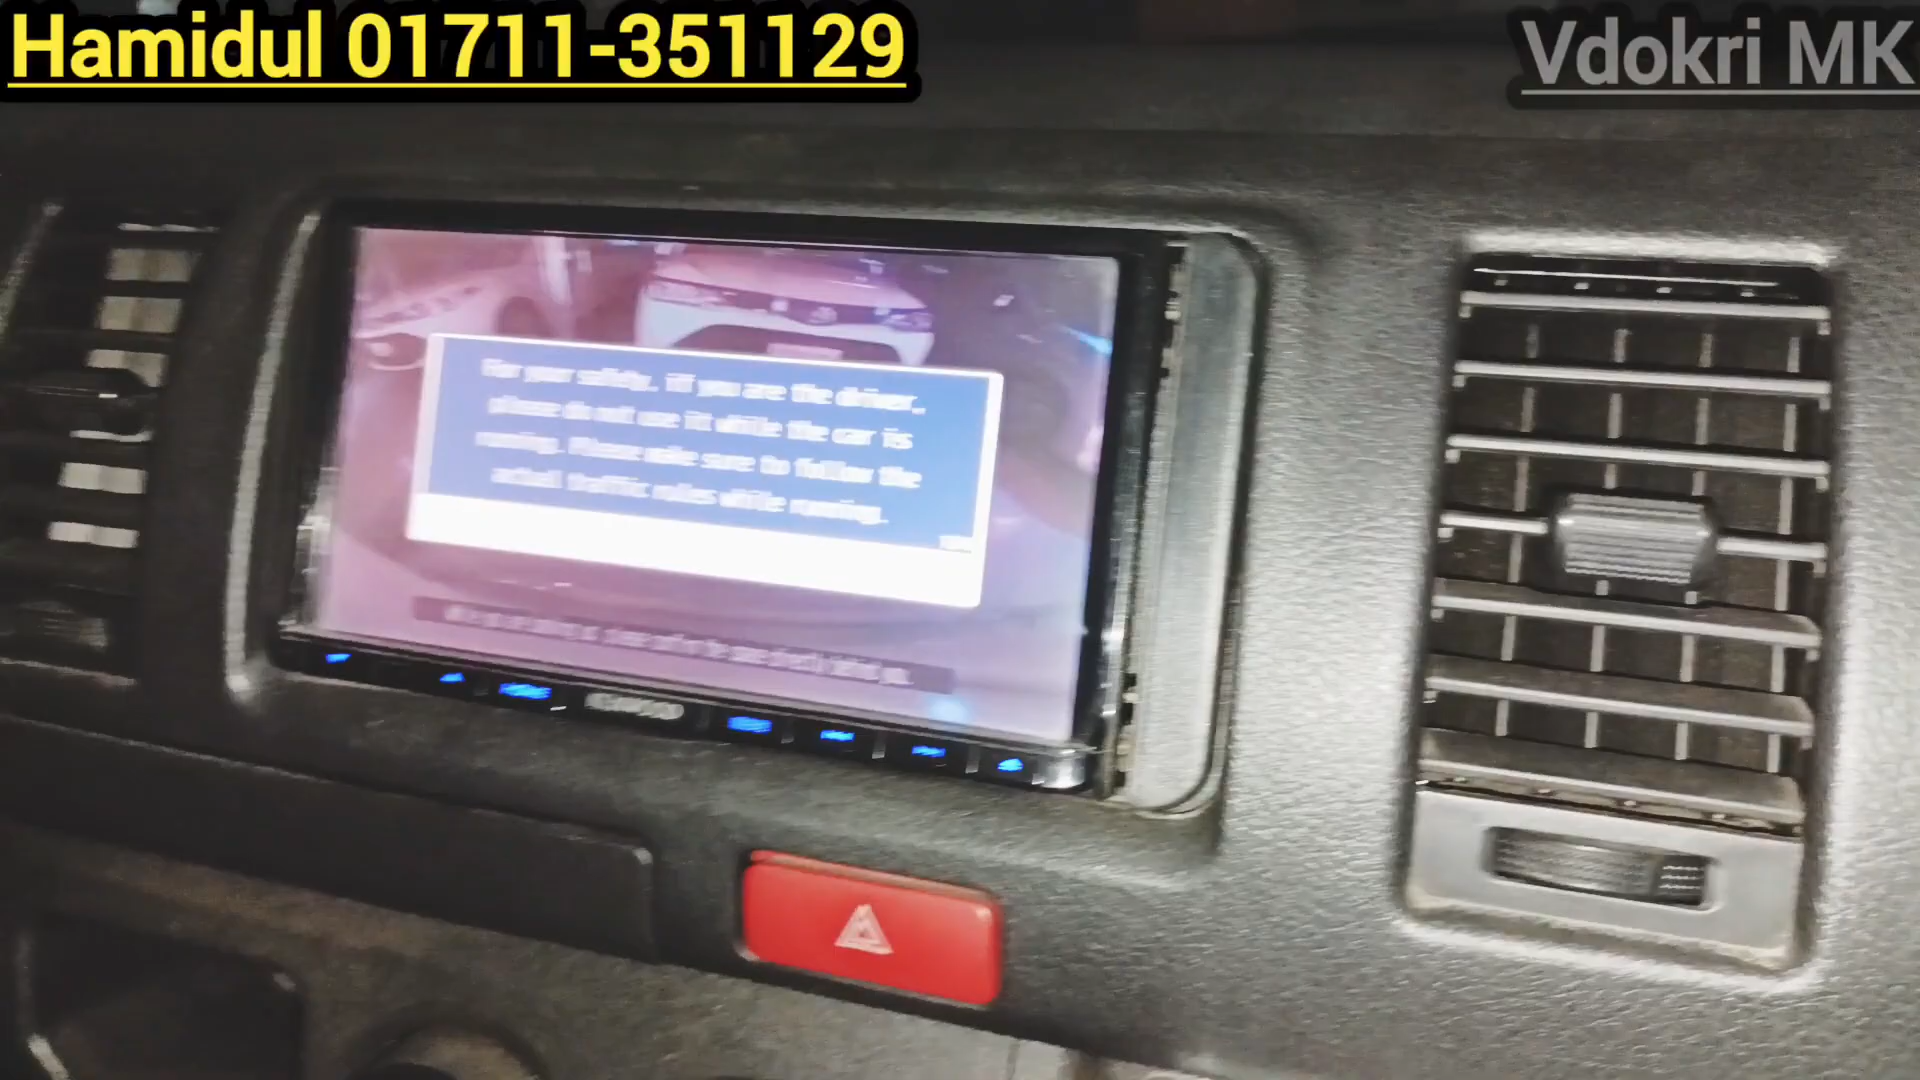 Hamidul 01711-351129
Vdokri MK
For your safety, if you are the driver,
please do not use it while the car is
running. Please make sure to follow the
actual traffic rules while running.
KENWOOD